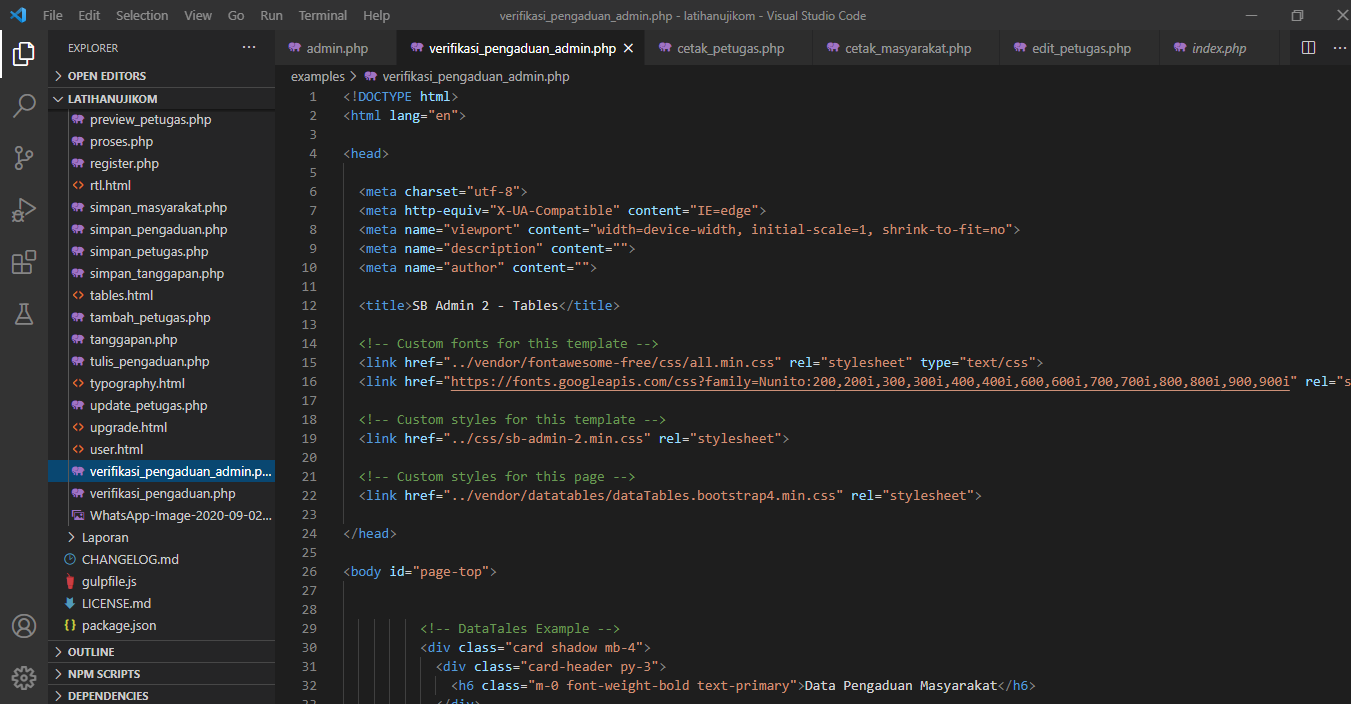 File Edit Selection View Go Run Terminal Help verifikasi_pengaduan_admin.php - latihanujikom - Visual Studio Code
EXPLORER
OPEN EDITORS
LATIHANUJIKOM
preview_petugas.php
proses.php
register.php
rtl.html
simpan_masyarakat.php
simpan_pengaduan.php
simpan_petugas.php
simpan_tanggapan.php
tables.html
tambah_petugas.php
tanggapan.php
tulis_pengaduan.php
typography.html
update_petugas.php
upgrade.html
user.html
verifikasi_pengaduan_admin.p...
verifikasi_pengaduan.php
WhatsApp-Image-2020-09-02...
Laporan
CHANGELOG.md
gulpfile.js
LICENSE.md
package.json
OUTLINE
NPM SCRIPTS
DEPENDENCIES
admin.php verifikasi_pengaduan_admin.php cetak_petugas.php cetak_masyarakat.php edit_petugas.php index.php
examples > verifikasi_pengaduan_admin.php
1 <!DOCTYPE html>
2 <html lang="en">
3
4 <head>
5
6 <meta charset="utf-8">
7 <meta http-equiv="X-UA-Compatible" content="IE=edge">
8 <meta name="viewport" content="width=device-width, initial-scale=1, shrink-to-fit=no">
9 <meta name="description" content="">
10 <meta name="author" content="">
11
12 <title>SB Admin 2 - Tables</title>
13
14 <!-- Custom fonts for this template -->
15 <link href="../vendor/fontawesome-free/css/all.min.css" rel="stylesheet" type="text/css">
16 <link href="https://fonts.googleapis.com/css?family=Nunito:200,200i,300,300i,400,400i,600,600i,700,700i,800,800i,900,900i" rel="s
17
18 <!-- Custom styles for this template -->
19 <link href="../css/sb-admin-2.min.css" rel="stylesheet">
20
21 <!-- Custom styles for this page -->
22 <link href="../vendor/datatables/dataTables.bootstrap4.min.css" rel="stylesheet">
23
24 </head>
25
26 <body id="page-top">
27
28
29 <!-- DataTales Example -->
30 <div class="card shadow mb-4">
31 <div class="card-header py-3">
32 <h6 class="m-0 font-weight-bold text-primary">Data Pengaduan Masyarakat</h6>
33 </div>